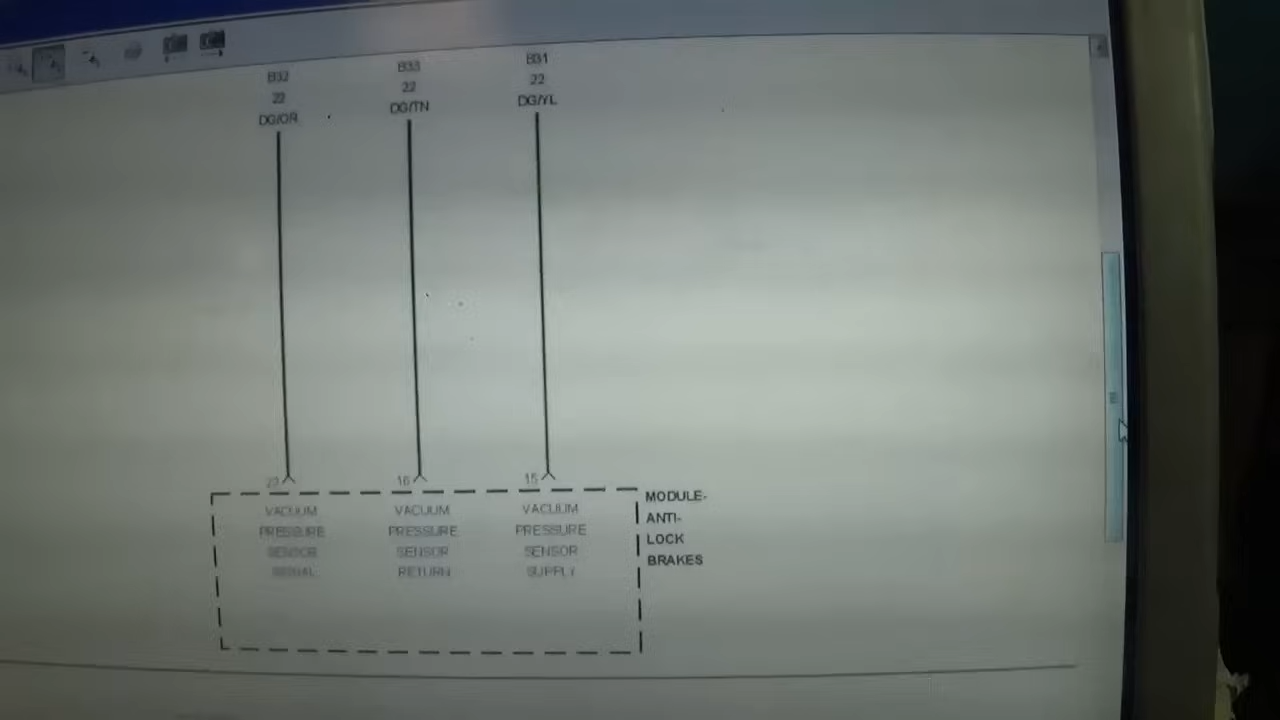 B32
22
DG/OR
B33
22
DG/TN
B31
22
DG/YL
16
15
VACUUM
PRESSURE
SENSOR
SIGNAL
VACUUM
PRESSURE
SENSOR
RETURN
VACUUM
PRESSURE
SENSOR
SUPPLY
MODULE-
ANTI-
LOCK
BRAKES